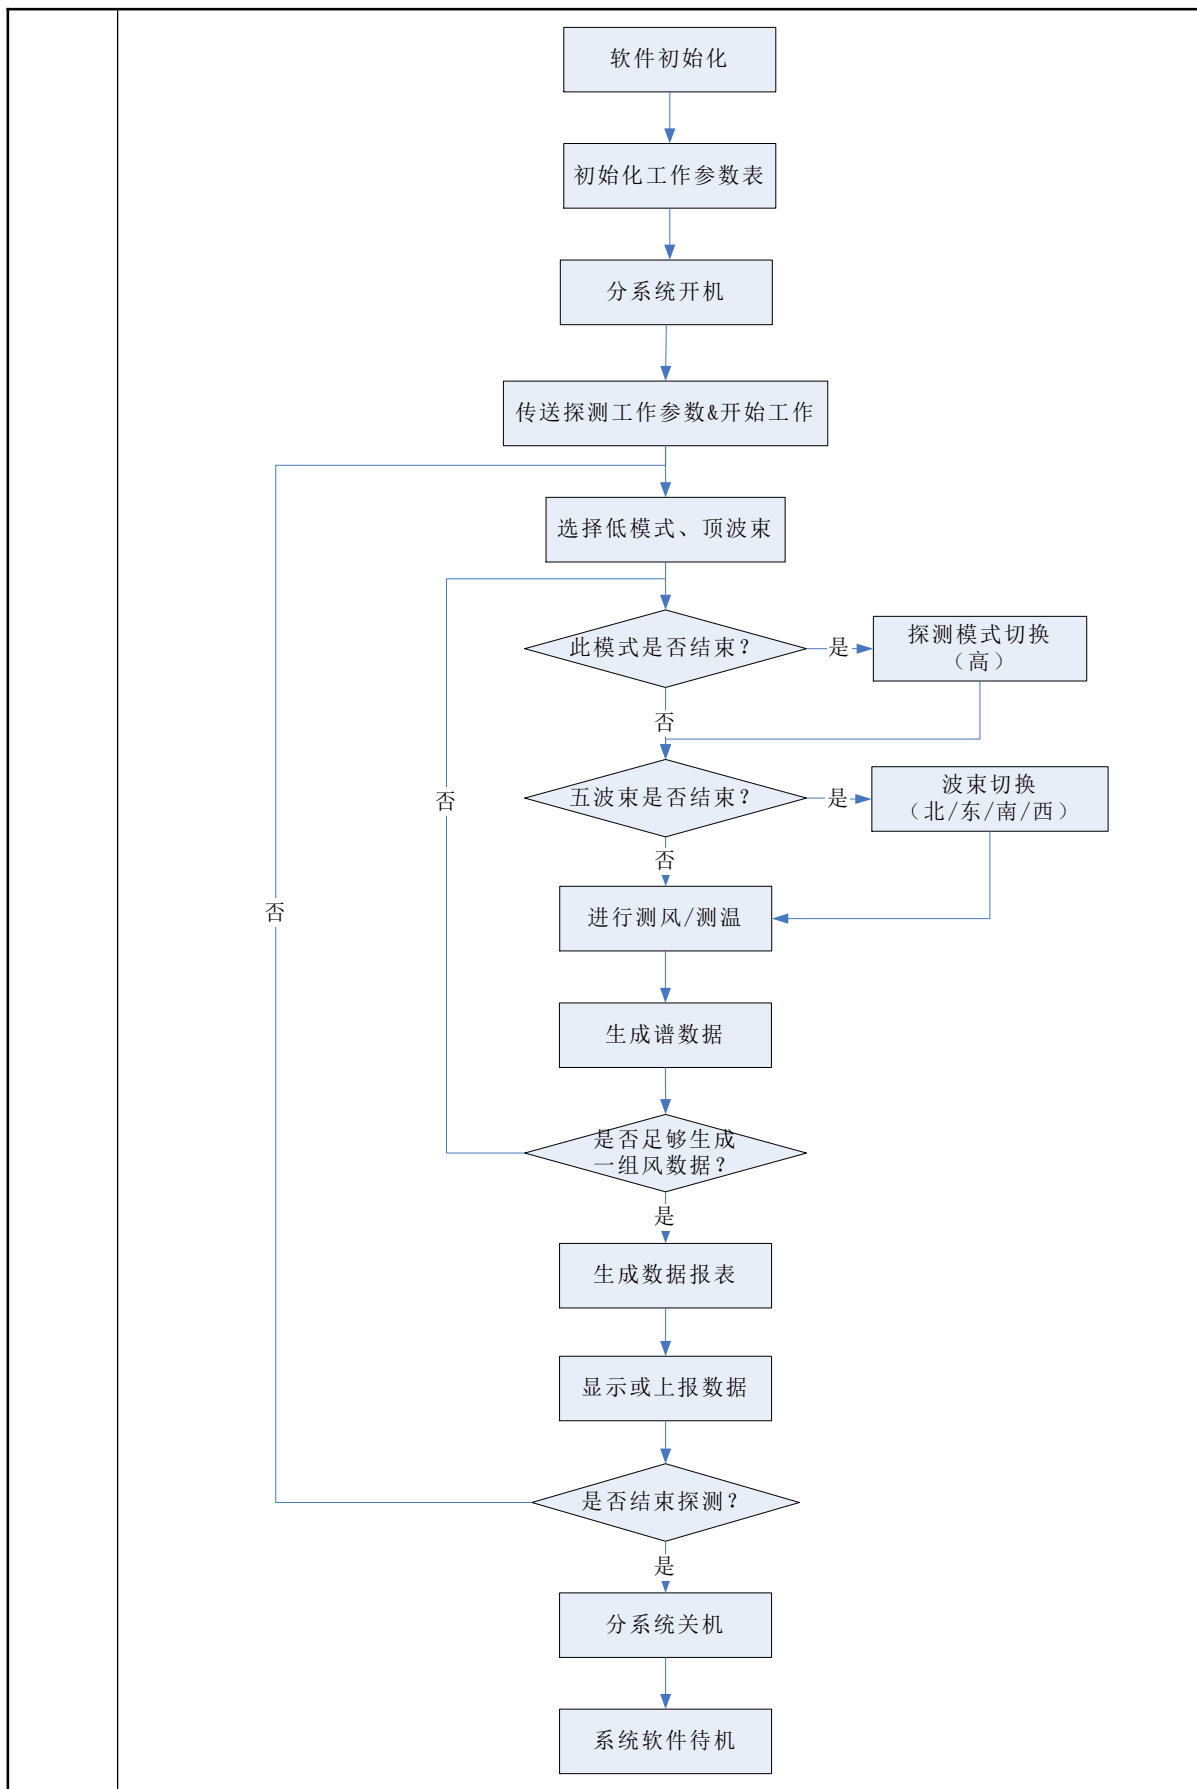 软件初始化
初始化工作参数表
分系统开机
传送探测工作参数&开始工作
选择低模式、顶波束
此模式是否结束？
是
探测模式切换
（高）
否
五波束是否结束？
是
波束切换
（北/东/南/西）
否
否
进行测风/测温
否
生成谱数据
是否足够生成
一组风数据？
是
生成数据报表
显示或上报数据
是否结束探测？
是
分系统关机
系统软件待机